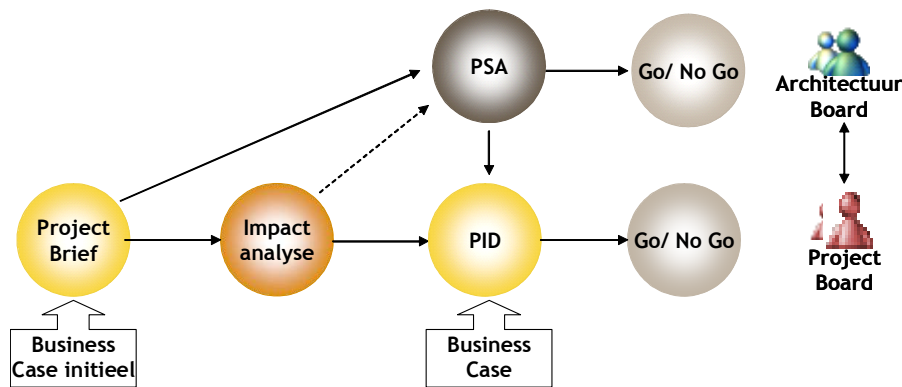 PSA
Go/ No Go
Architectuur
Board
Project
Brief
Impact
analyse
PID
Go/ No Go
Project
Board
Business
Case initieel
Business
Case